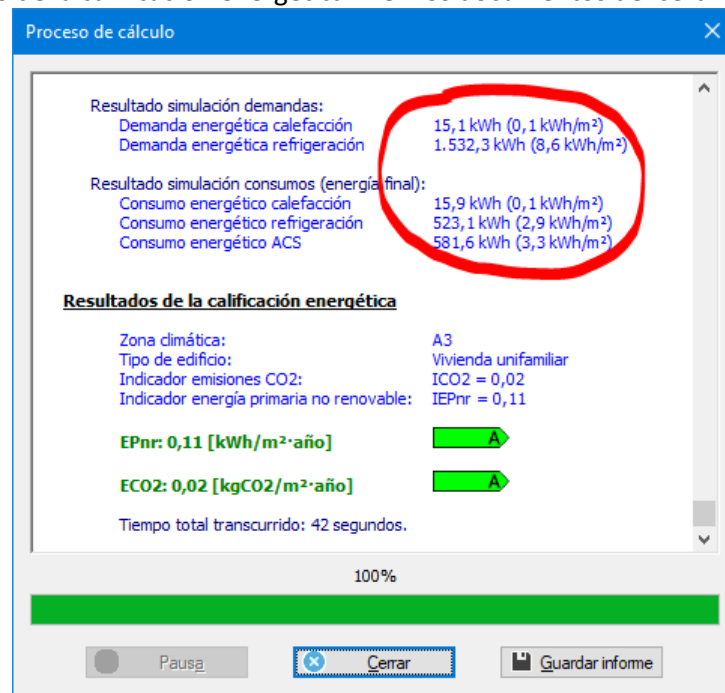 Proceso de cálculo
Resultado simulación demandas:
Demanda energética calefacción 15,1 kWh (0,1 kWh/m²)
Demanda energética refrigeración 1.532,3 kWh (8,6 kWh/m²)
Resultado simulación consumos (energía final):
Consumo energético calefacción 15,9 kWh (0,1 kWh/m²)
Consumo energético refrigeración 523,1 kWh (2,9 kWh/m²)
Consumo energético ACS 581,6 kWh (3,3 kWh/m²)
Resultados de la calificación energética
Zona climática: A3
Tipo de edificio: Vivienda unifamiliar
Indicador emisiones CO2: ICO2 = 0,02
Indicador energía primaria no renovable: IEPnr = 0,11
EPnr: 0,11 [kWh/m²·año] A
ECO2: 0,02 [kgCO2/m²·año] A
Tiempo total transcurrido: 42 segundos.
100%
Pausa Cerrar Guardar informe